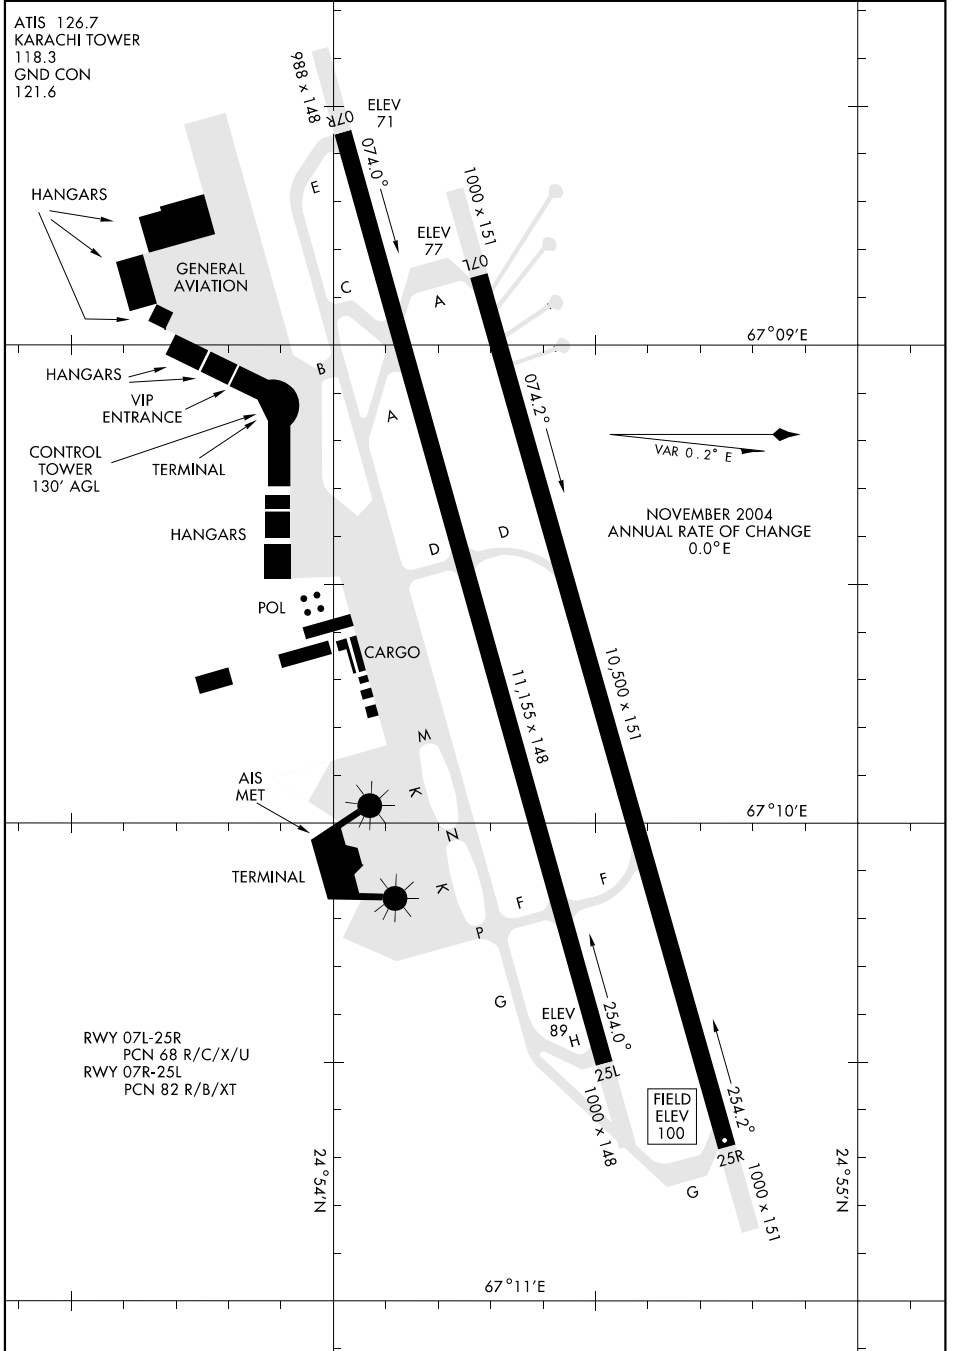 ATIS 126.7
KARACHI TOWER
118.3
GND CON
121.6
988 x 148
07R
ELEV
71
074.0°
E
HANGARS
1000 x 151
ELEV
77
07L
GENERAL
AVIATION
C
A
67°09'E
B
HANGARS
VIP
ENTRANCE
A
074.2°
CONTROL
TOWER
130' AGL
TERMINAL
VAR 0.2° E
NOVEMBER 2004
ANNUAL RATE OF CHANGE
0.0°E
HANGARS
D
D
POL
CARGO
11,155 x 148
10,500 x 151
M
AIS
MET
K
67°10'E
N
TERMINAL
K
F
F
P
G
ELEV
89
H
254.0°
RWY 07L-25R
PCN 68 R/C/X/U
RWY 07R-25L
PCN 82 R/B/XT
25L
1000 x 148
FIELD
ELEV
100
254.2°
25R
1000 x 151
G
24°54'N
24°55'N
67°11'E